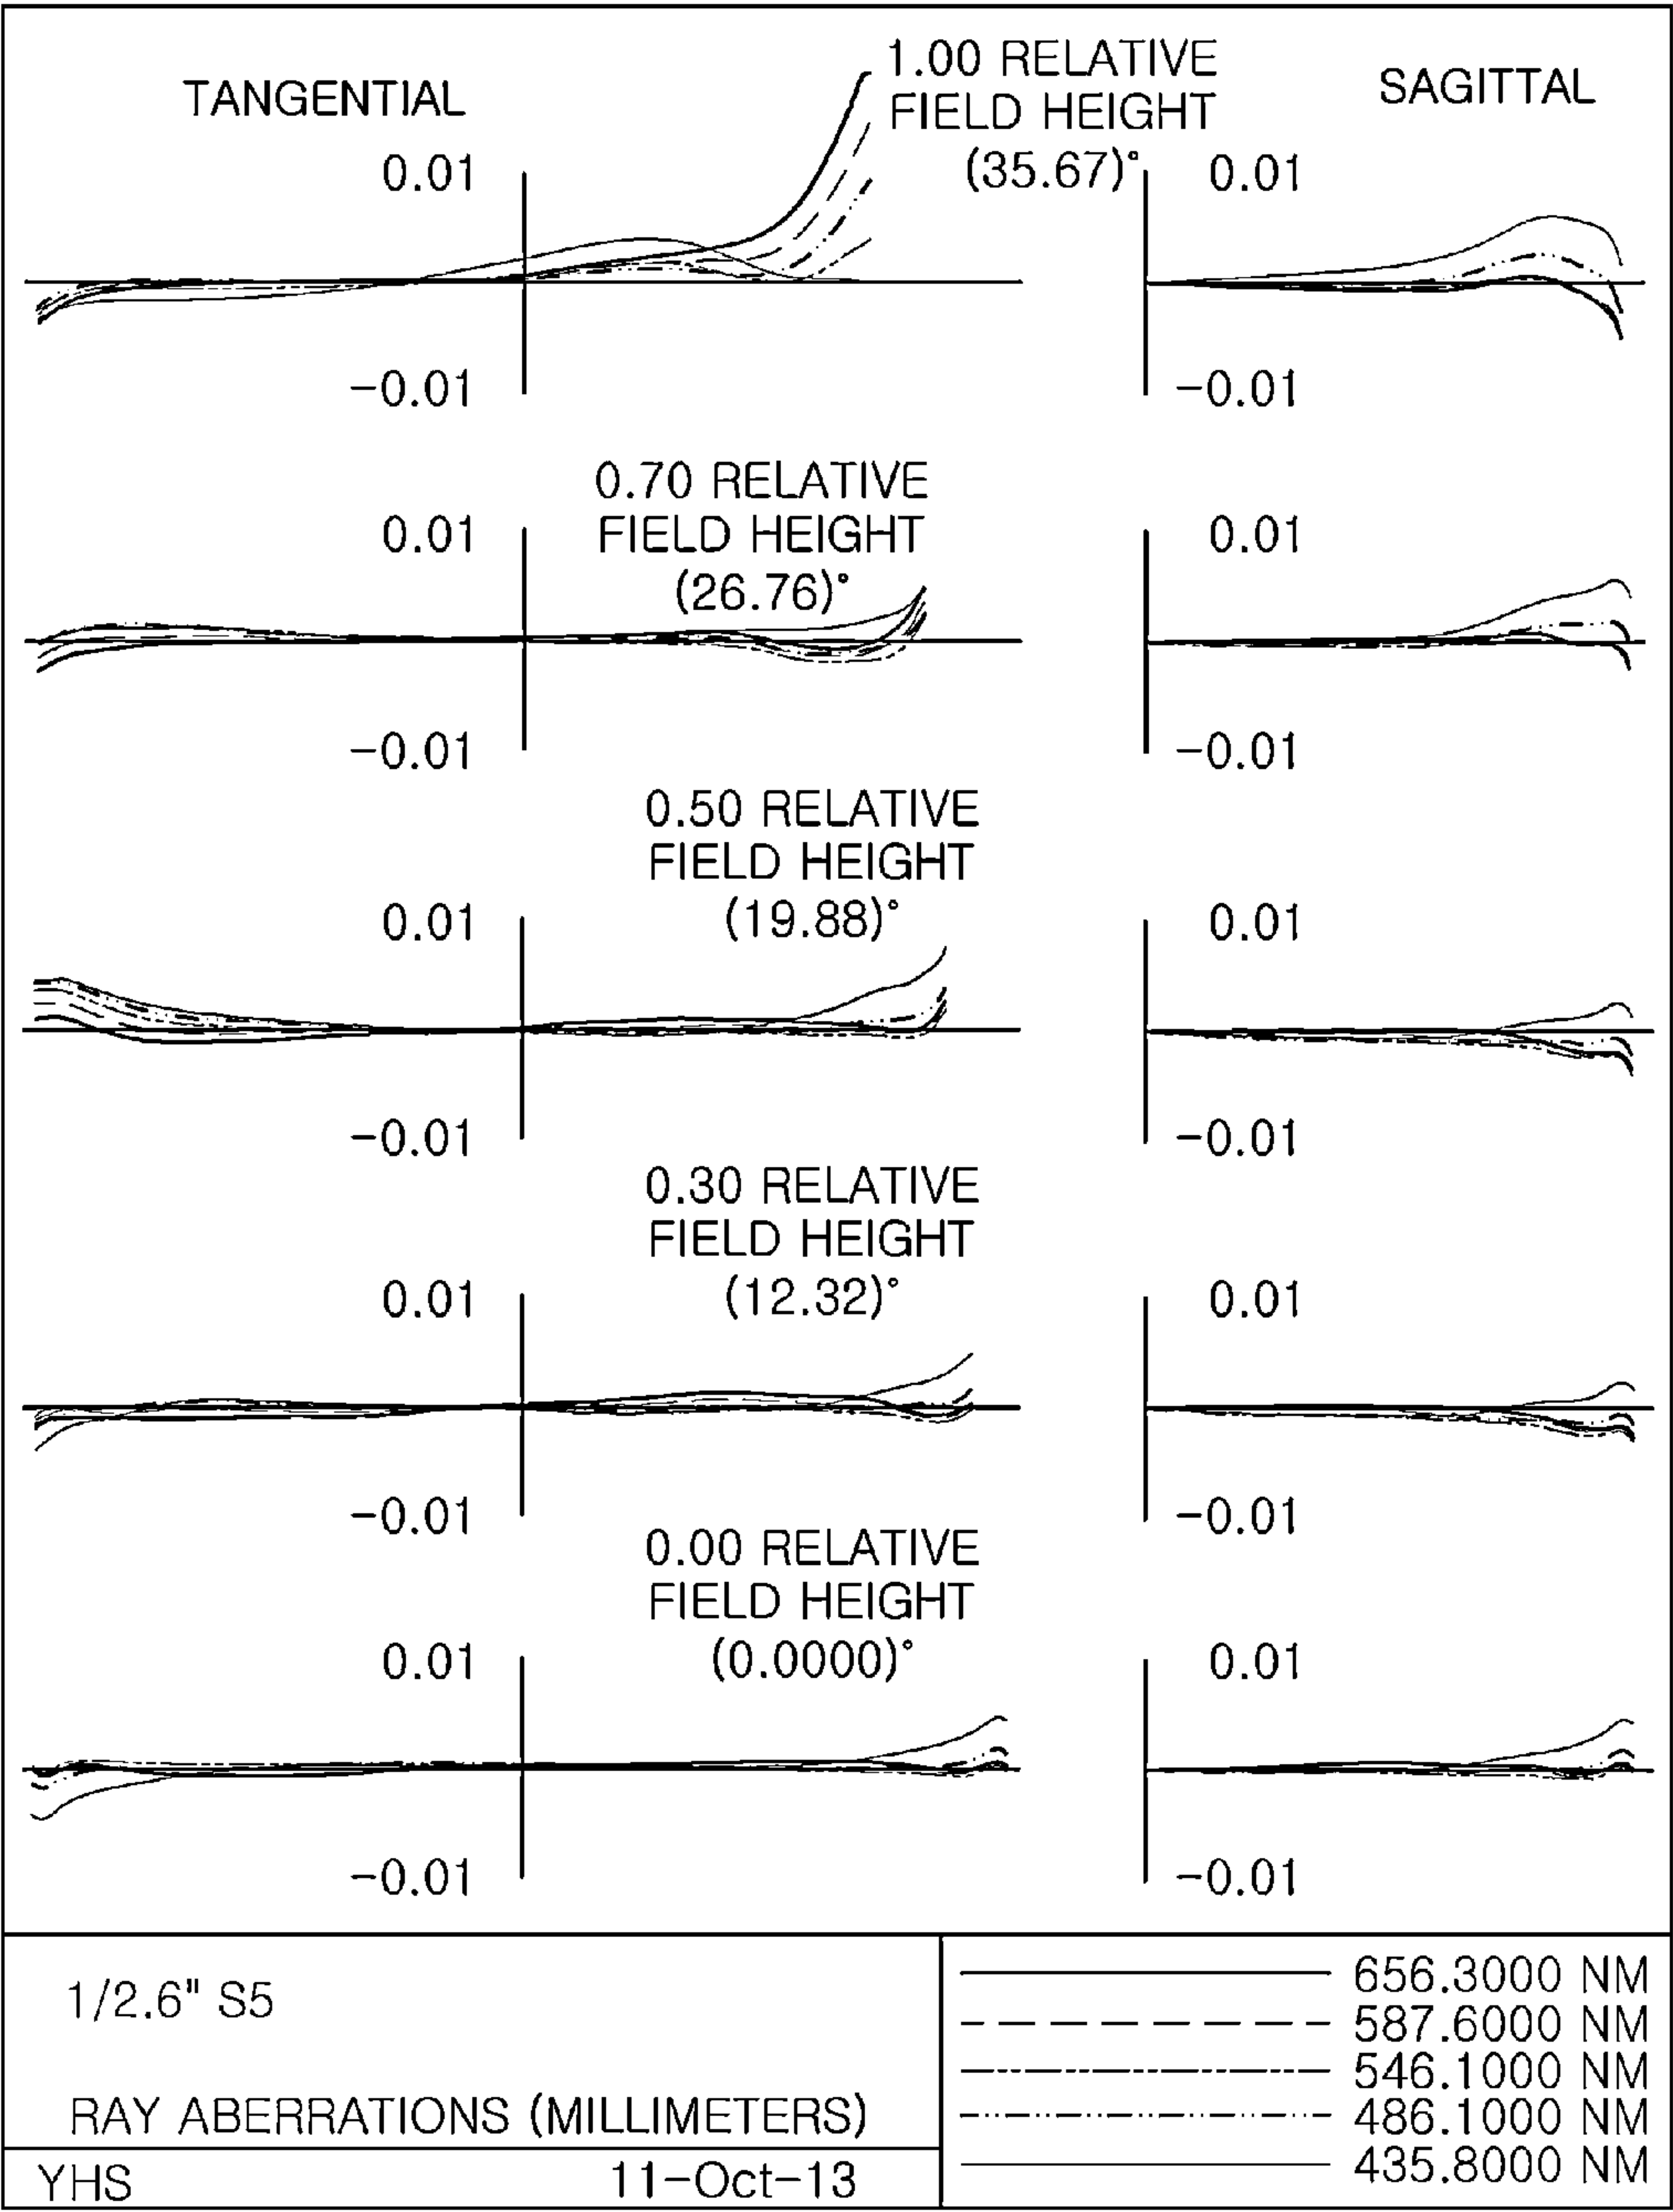 TANGENTIAL
1.00 RELATIVE
FIELD HEIGHT
(35.67)°
SAGITTAL
0.01
0.01
-0.01
-0.01
0.70 RELATIVE
FIELD HEIGHT
(26.76)°
0.01
0.01
-0.01
-0.01
0.50 RELATIVE
FIELD HEIGHT
(19.88)°
0.01
0.01
-0.01
-0.01
0.30 RELATIVE
FIELD HEIGHT
(12.32)°
0.01
0.01
-0.01
-0.01
0.00 RELATIVE
FIELD HEIGHT
(0.0000)°
0.01
0.01
-0.01
-0.01
1/2.6" S5
RAY ABERRATIONS (MILLIMETERS)
YHS 11-Oct-13
656.3000 NM
587.6000 NM
546.1000 NM
486.1000 NM
435.8000 NM